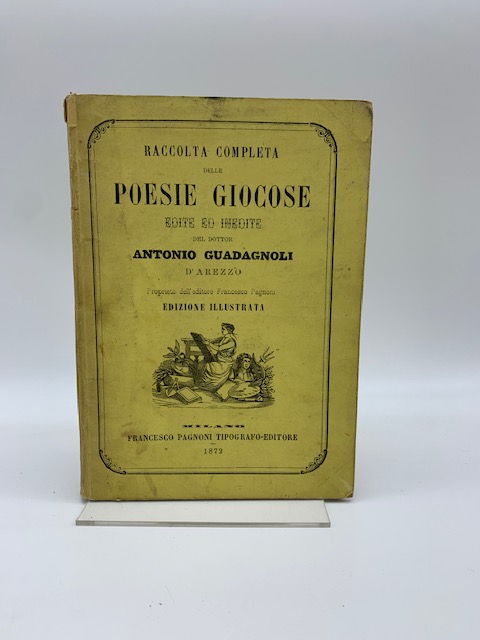 RACCOLTA COMPLETA
DELLE
POESIE GIOCOSE
EDITE ED INEDITE
DEL DOTTOR
ANTONIO GUADAGNOLI
D'AREZZO
Proprietà dell'editore Francesco Pagnoni
EDIZIONE ILLUSTRATA
MILANO
FRANCESCO PAGNONI TIPOGRAFO-EDITORE
1872